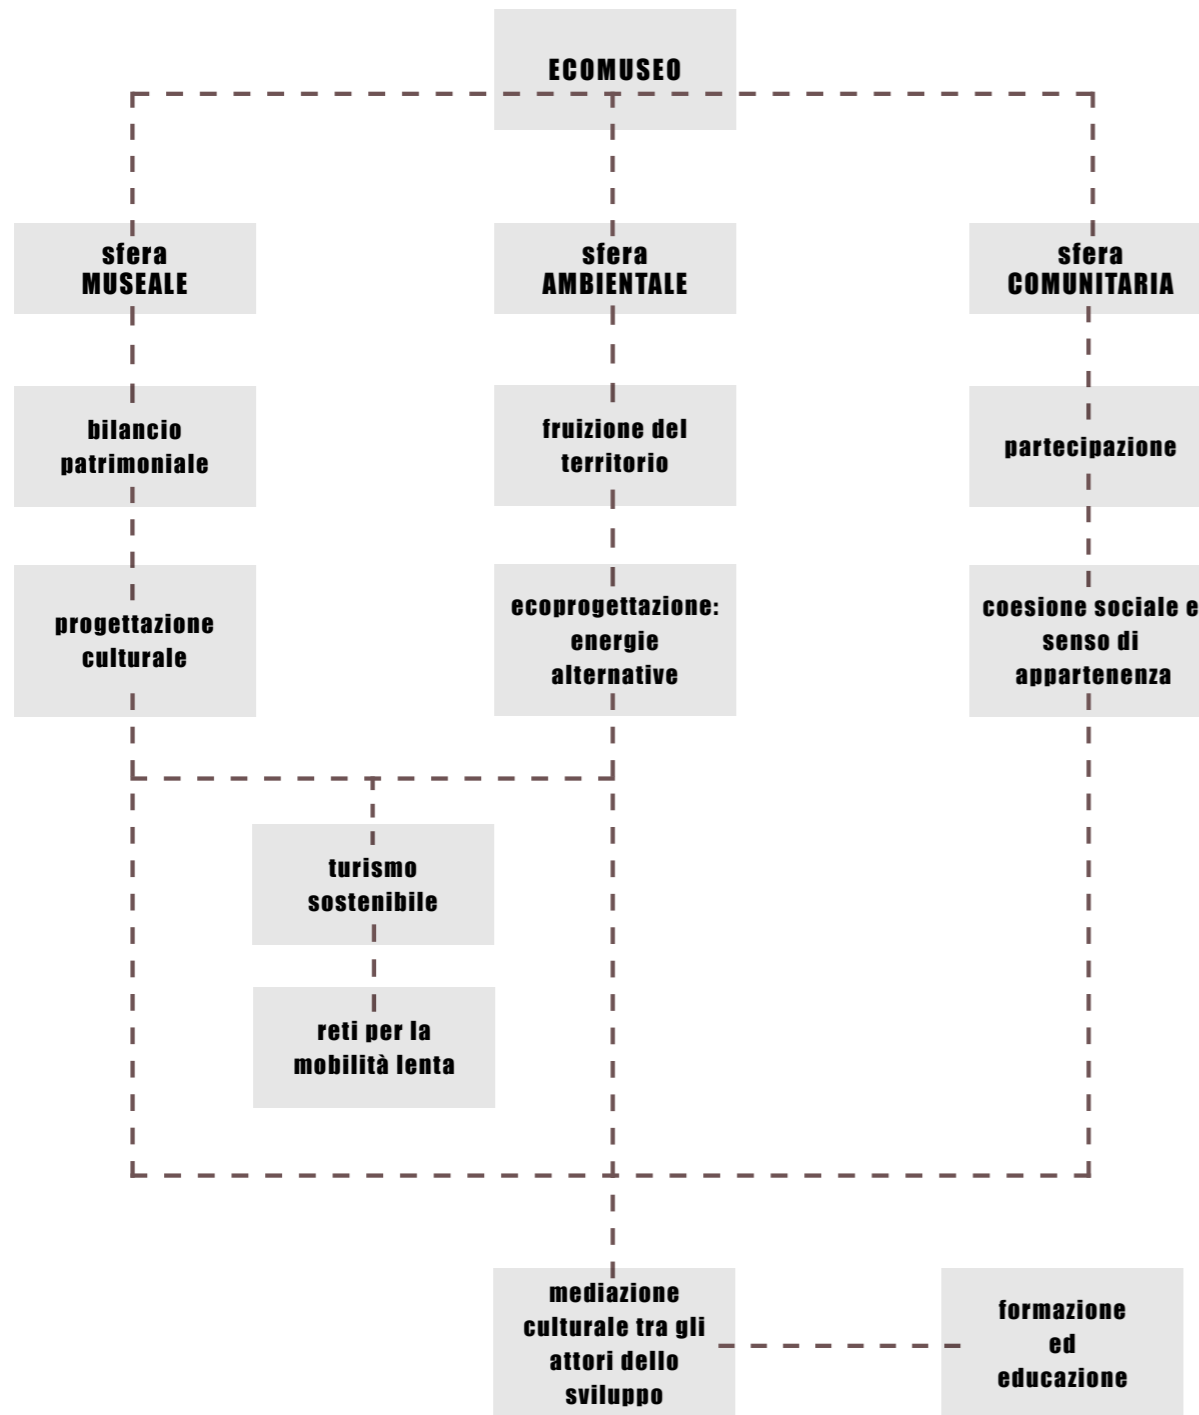 ECOMUSEO
sfera
MUSEALE
sfera
AMBIENTALE
sfera
COMUNITARIA
bilancio
patrimoniale
fruizione del
territorio
partecipazione
progettazione
culturale
ecoprogettazione:
energie
alternative
coesione sociale e
senso di
appartenenza
turismo
sostenibile
reti per la
mobilità lenta
mediazione
culturale tra gli
attori dello
sviluppo
formazione
ed
educazione